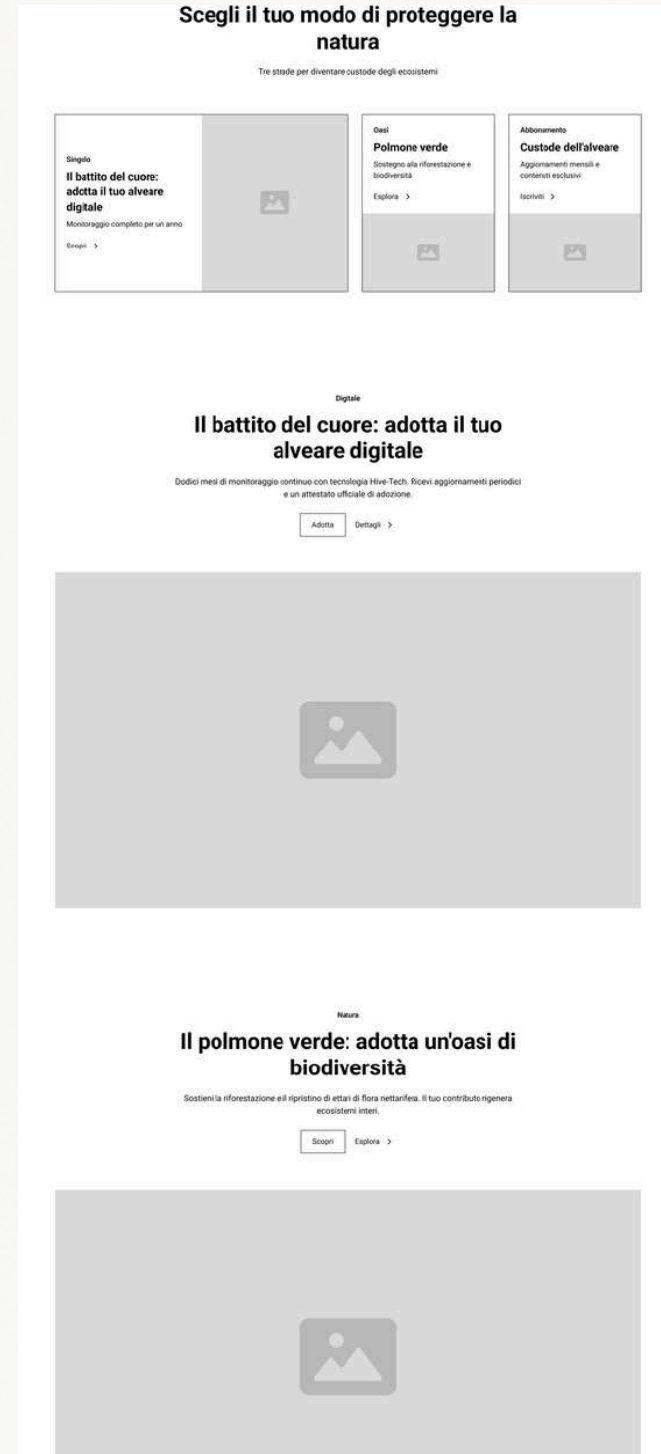 Scegli il tuo modo di proteggere la
natura
Tre strade per diventare custode degli ecosistemi
Singolo
Il battito del cuore:
adotta il tuo alveare
digitale
Monitoraggio completo per un anno
Scopri
Oasi
Polmone verde
Sostegno alla riforestazione e
biodiversità
Esplora
Abbonamento
Custode dell'alveare
Aggiornamenti mensili e
contenuti esclusivi
Iscriviti
Digitale
Il battito del cuore: adotta il tuo
alveare digitale
Dodici mesi di monitoraggio continuo con tecnologia Hive-Tech. Ricevi aggiornamenti periodici
e un attestato ufficiale di adozione.
Adotta Dettagli
Natura
Il polmone verde: adotta un'oasi di
biodiversità
Sostieni la riforestazione e il ripristino di ettari di flora nettarifera. Il tuo contributo rigenera
ecosistemi interi.
Scopri Esplora